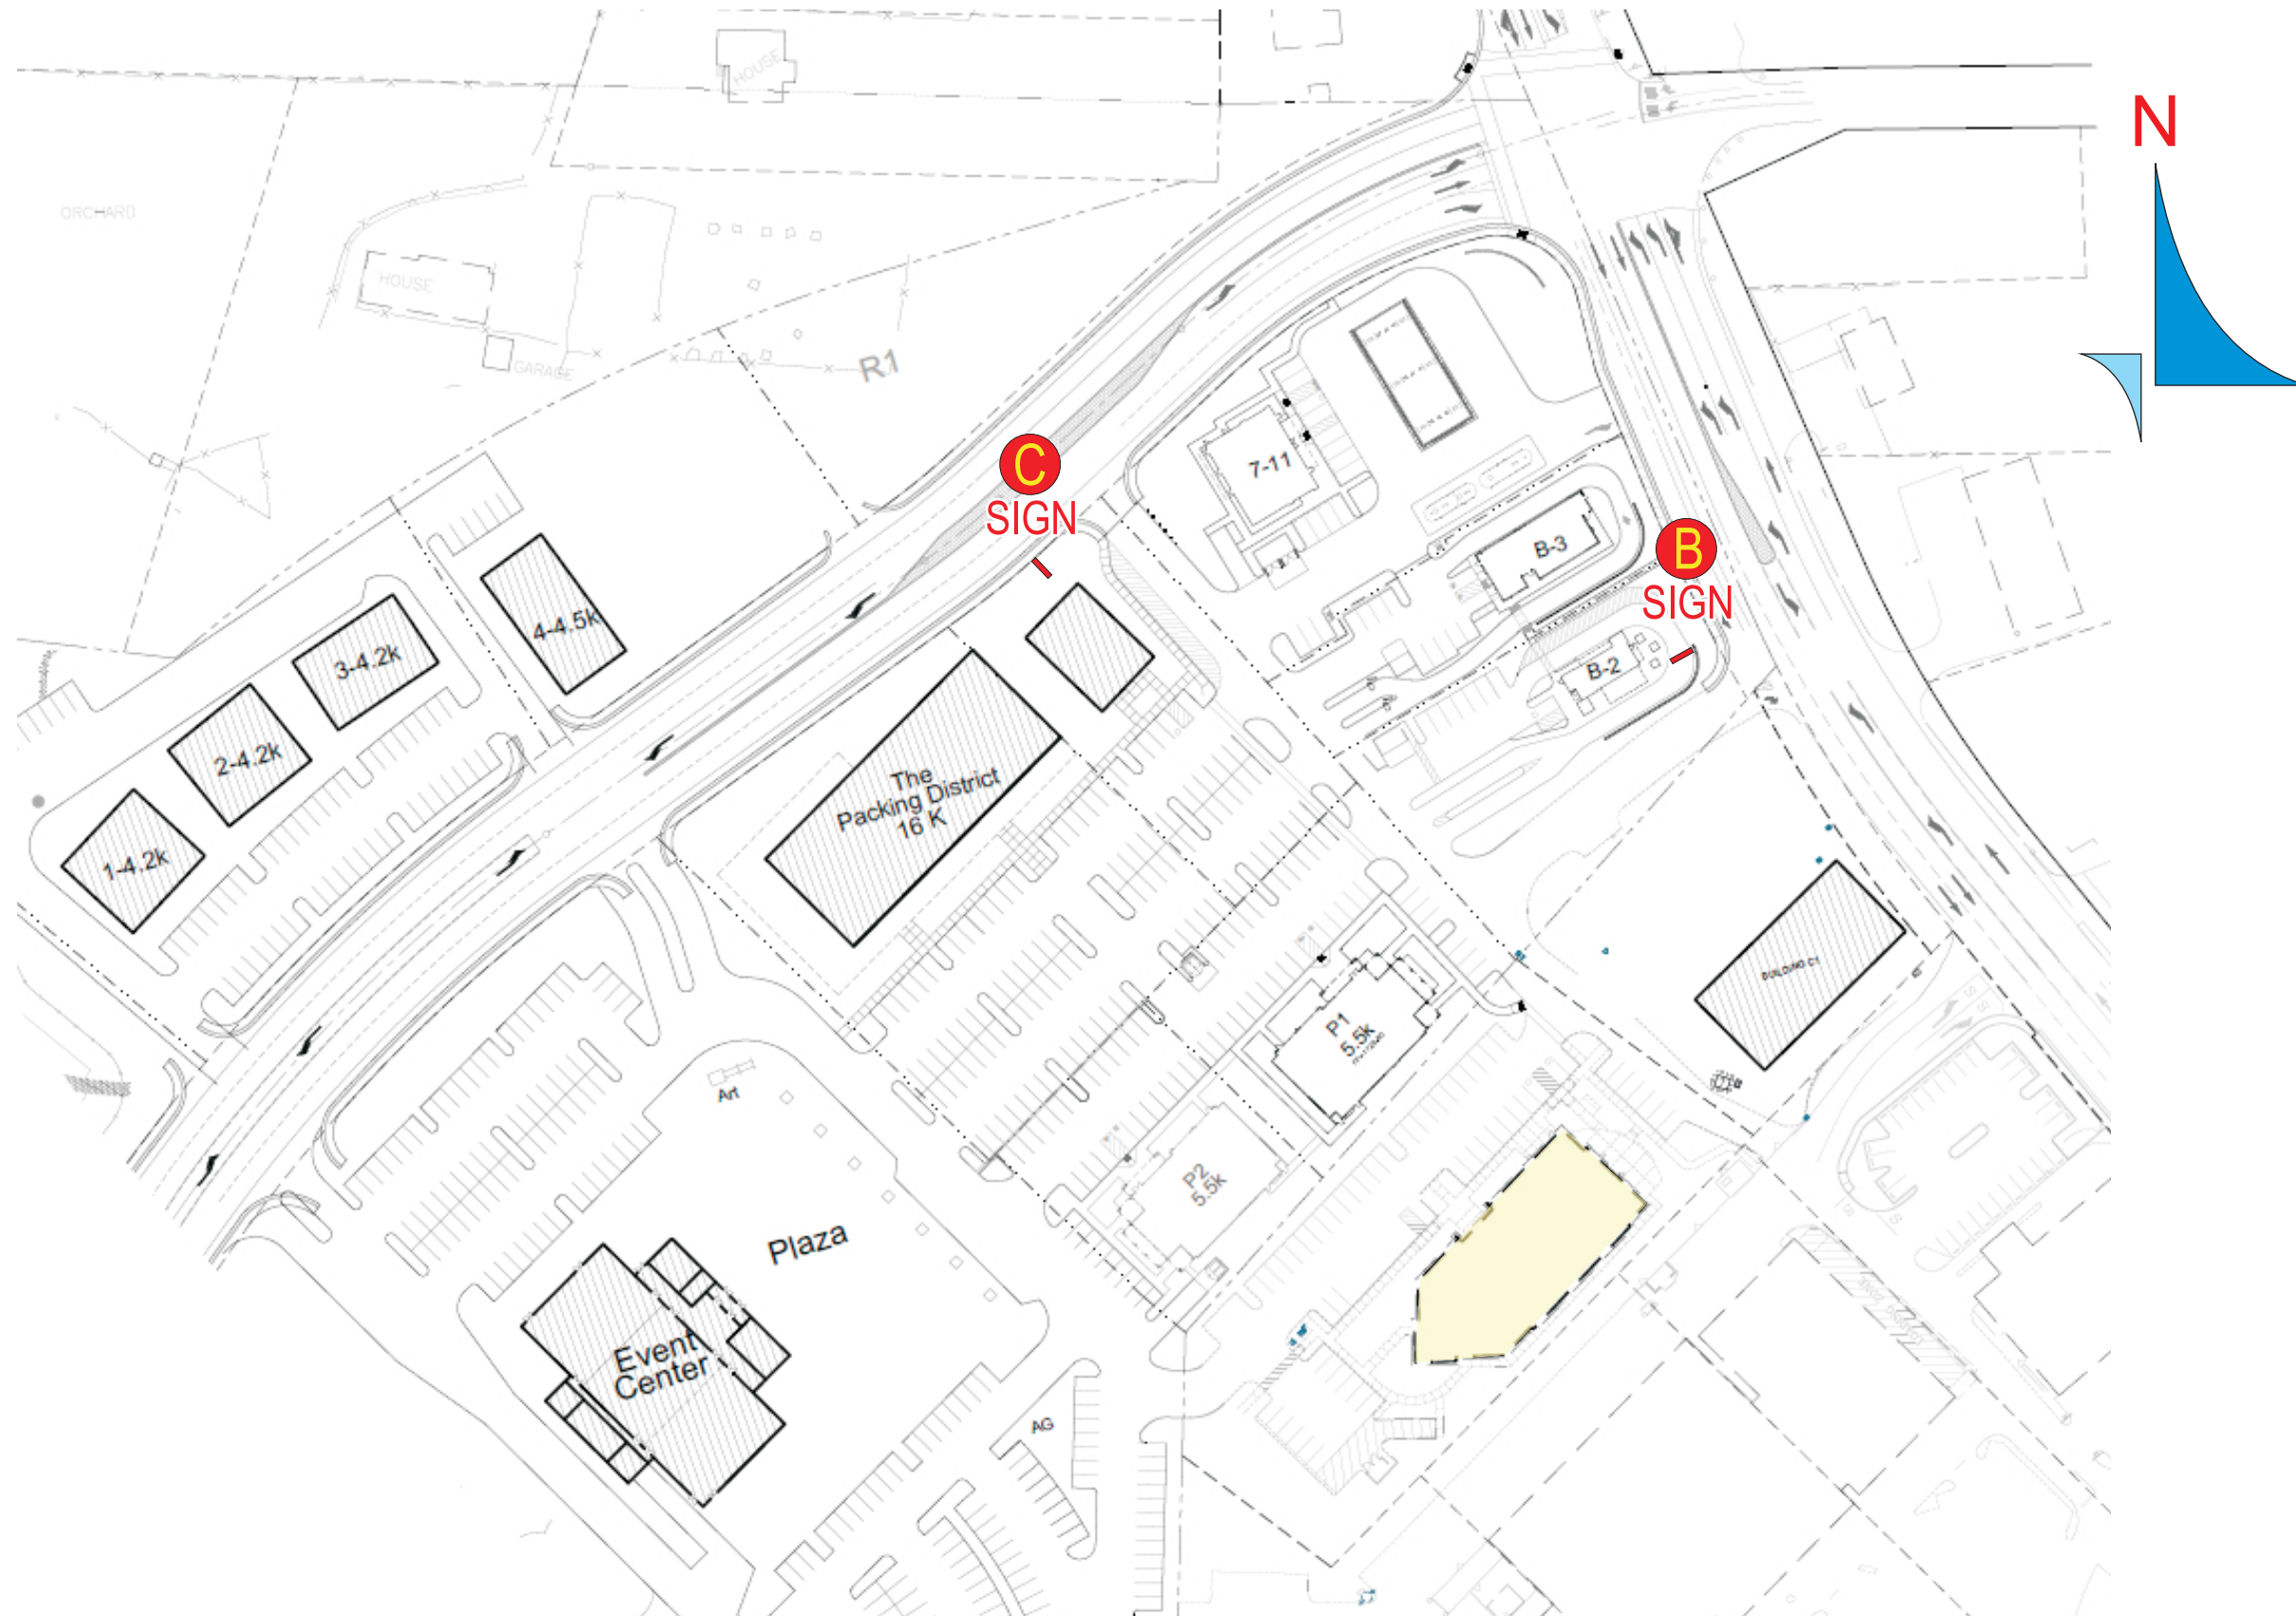 HOUSE
N
ORCHARD
HOUSE
GARAGE
R1
C
SIGN
7-11
B-3
B
SIGN
B-2
4-4.5k
3-4.2k
2-4.2k
1-4.2k
The
Packing District
16 K
BUILDING C1
P1
5.5k
Art
P2
5.5k
Plaza
Event
Center
AG